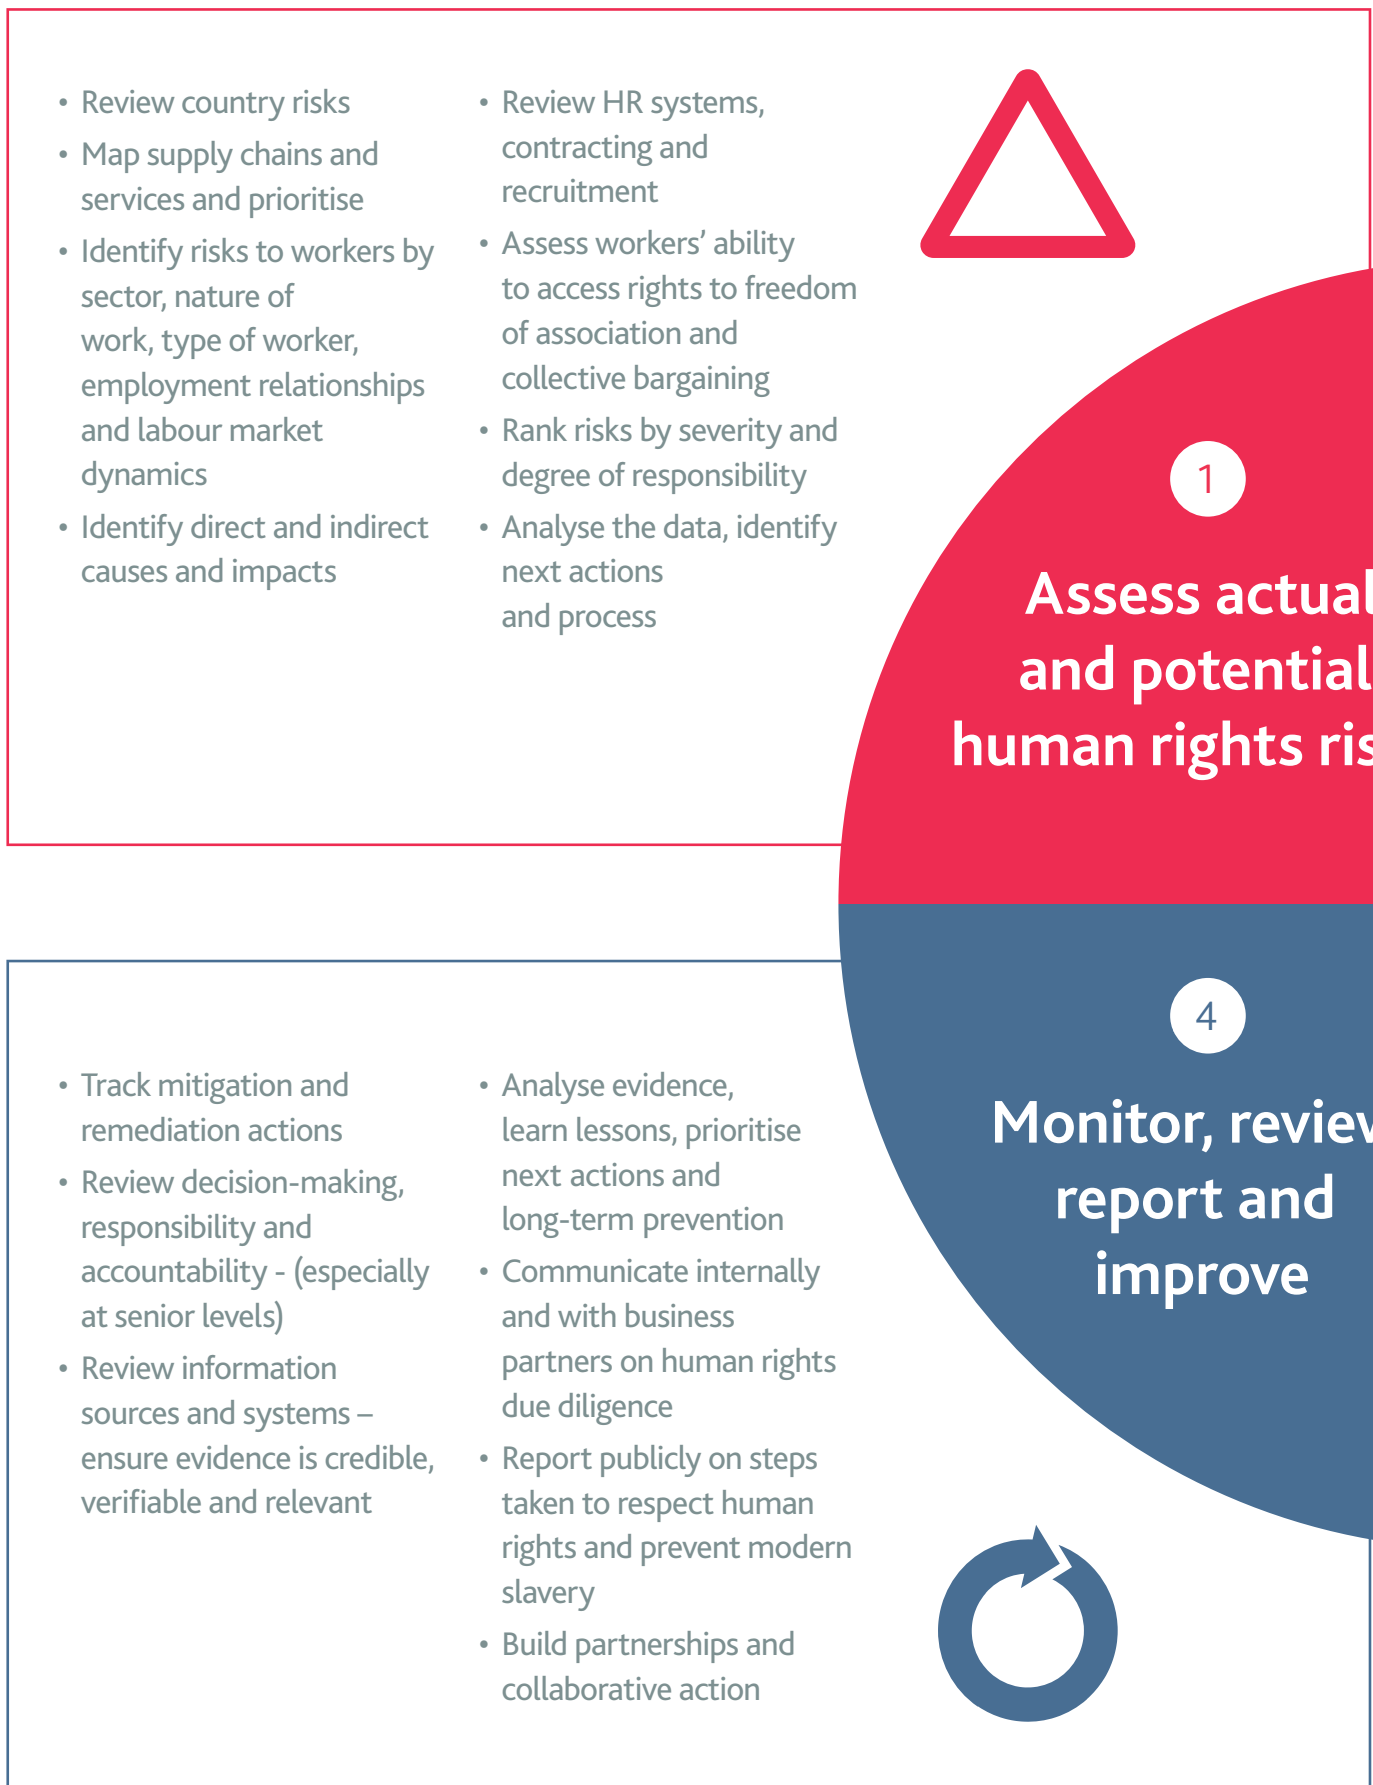 • Review country risks
• Map supply chains and
services and prioritise
• Identify risks to workers by
sector, nature of
work, type of worker,
employment relationships
and labour market
dynamics
• Identify direct and indirect
causes and impacts
• Review HR systems,
contracting and
recruitment
• Assess workers’ ability
to access rights to freedom
of association and
collective bargaining
• Rank risks by severity and
degree of responsibility
• Analyse the data, identify
next actions
and process
1
Assess actual
and potential
human rights ris
4
Monitor, review
report and
improve
• Track mitigation and
remediation actions
• Review decision-making,
responsibility and
accountability - (especially
at senior levels)
• Review information
sources and systems –
ensure evidence is credible,
verifiable and relevant
• Analyse evidence,
learn lessons, prioritise
next actions and
long-term prevention
• Communicate internally
and with business
partners on human rights
due diligence
• Report publicly on steps
taken to respect human
rights and prevent modern
slavery
• Build partnerships and
collaborative action